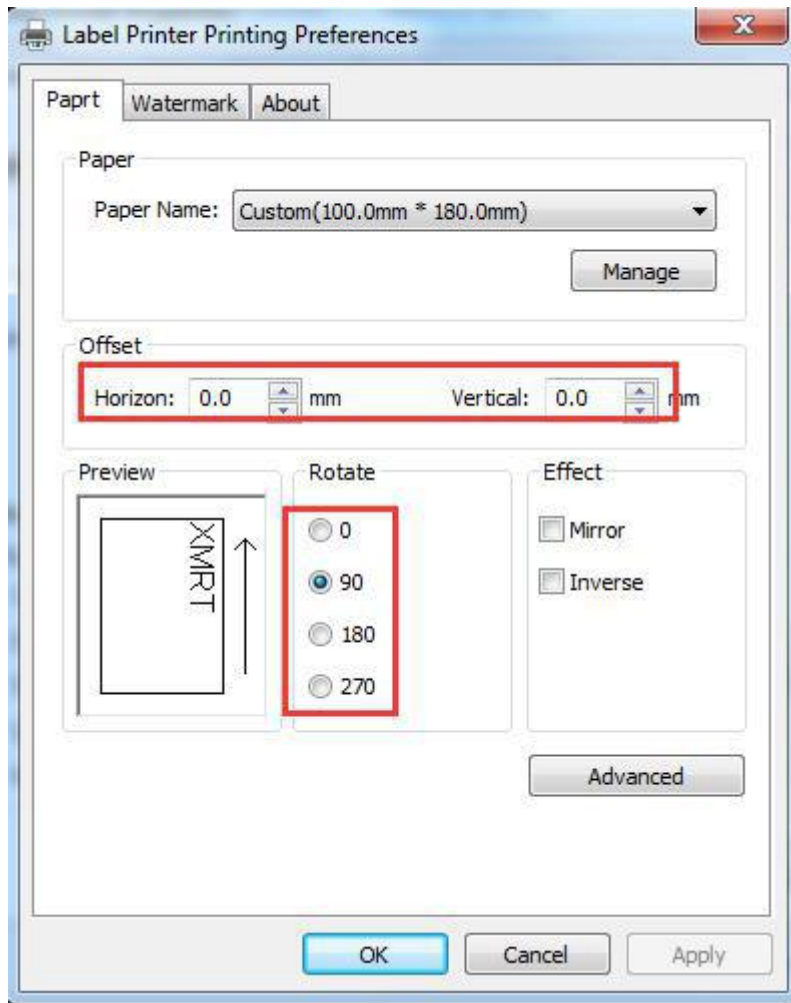 Label Printer Printing Preferences
Paprt Watermark About
Paper
Paper Name: Custom(100.0mm * 180.0mm)
Manage
Offset
Horizon: 0.0 mm Vertical: 0.0 mm
Preview Rotate Effect
XMRT
0 Mirror
90 Inverse
180
270
Advanced
OK Cancel Apply